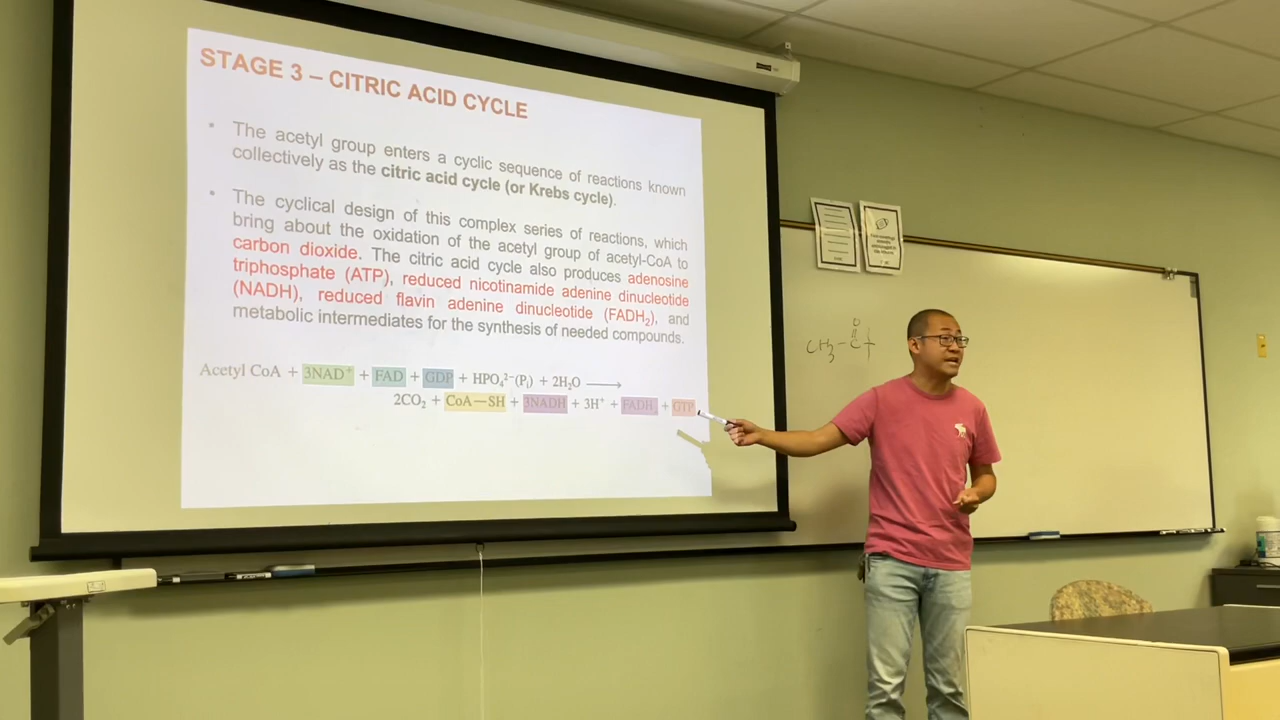 STAGE 3 – CITRIC ACID CYCLE
• The acetyl group enters a cyclic sequence of reactions known
collectively as the citric acid cycle (or Krebs cycle).
• The cyclical design of this complex series of reactions, which
bring about the oxidation of the acetyl group of acetyl-CoA to
carbon dioxide. The citric acid cycle also produces adenosine
triphosphate (ATP), reduced nicotinamide adenine dinucleotide
(NADH), reduced flavin adenine dinucleotide (FADH₂), and
metabolic intermediates for the synthesis of needed compounds.
Acetyl CoA + 3NAD⁺ + FAD + GDP + HPO₄²⁻(Pᵢ) + 2H₂O ⟶
2CO₂ + CoA—SH + 3NADH + 3H⁺ + FADH + GTP
O
CH₃–C